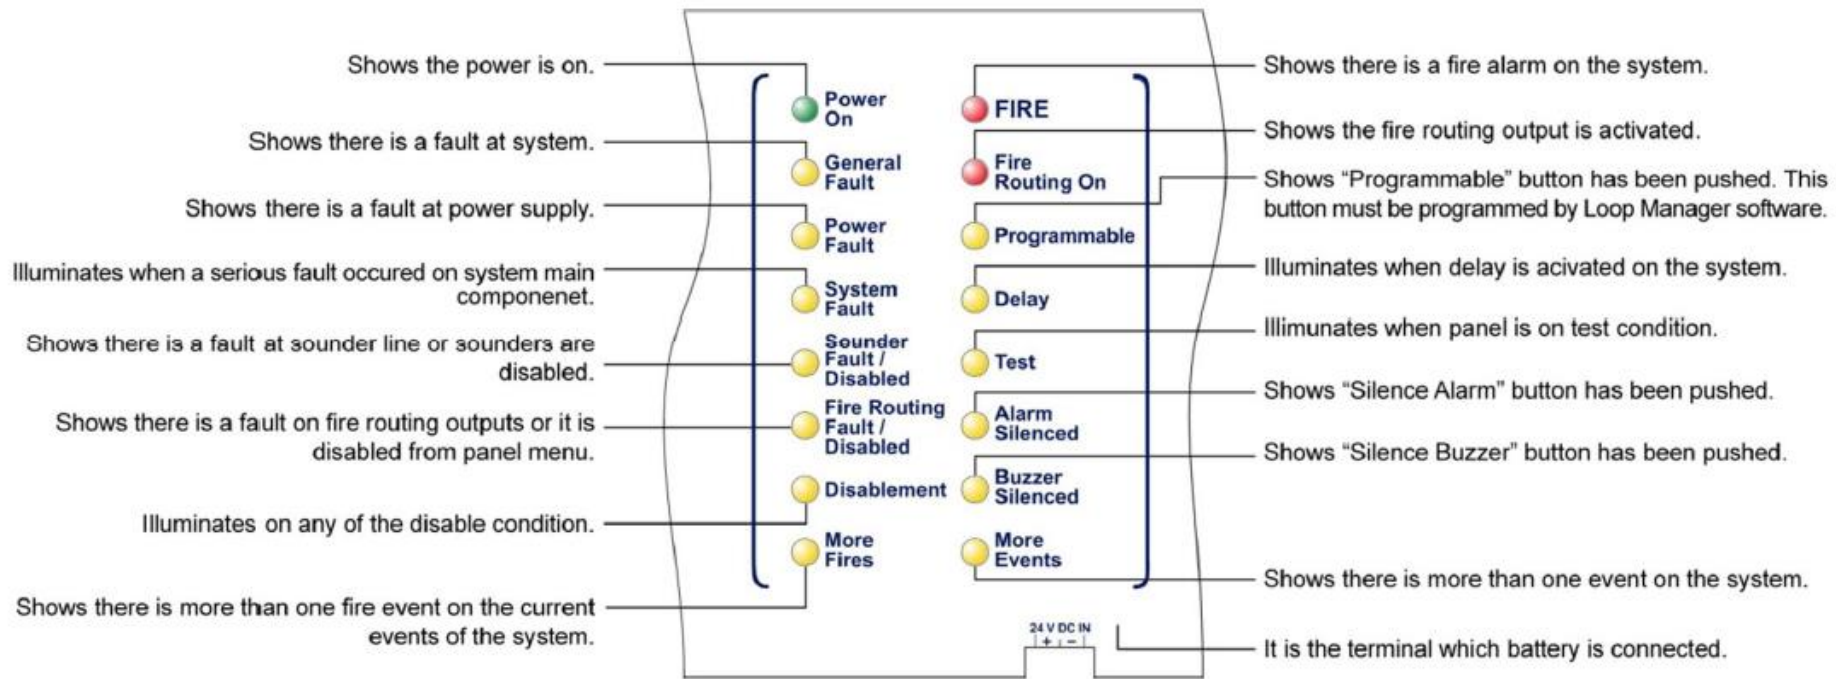 Shows the power is on.
Shows there is a fault at system.
Shows there is a fault at power supply.
Illuminates when a serious fault occured on system main
componenet.
Shows there is a fault at sounder line or sounders are
disabled.
Shows there is a fault on fire routing outputs or it is
disabled from panel menu.
Illuminates on any of the disable condition.
Shows there is more than one fire event on the current
events of the system.
Power
On
General
Fault
Power
Fault
System
Fault
Sounder
Fault /
Disabled
Fire Routing
Fault /
Disabled
Disablement
More
Fires
FIRE
Fire
Routing On
Programmable
Delay
Test
Alarm
Silenced
Buzzer
Silenced
More
Events
24 V DC IN
+ -
Shows there is a fire alarm on the system.
Shows the fire routing output is activated.
Shows “Programmable” button has been pushed. This
button must be programmed by Loop Manager software.
Illuminates when delay is acivated on the system.
Illimunates when panel is on test condition.
Shows “Silence Alarm” button has been pushed.
Shows “Silence Buzzer” button has been pushed.
Shows there is more than one event on the system.
It is the terminal which battery is connected.